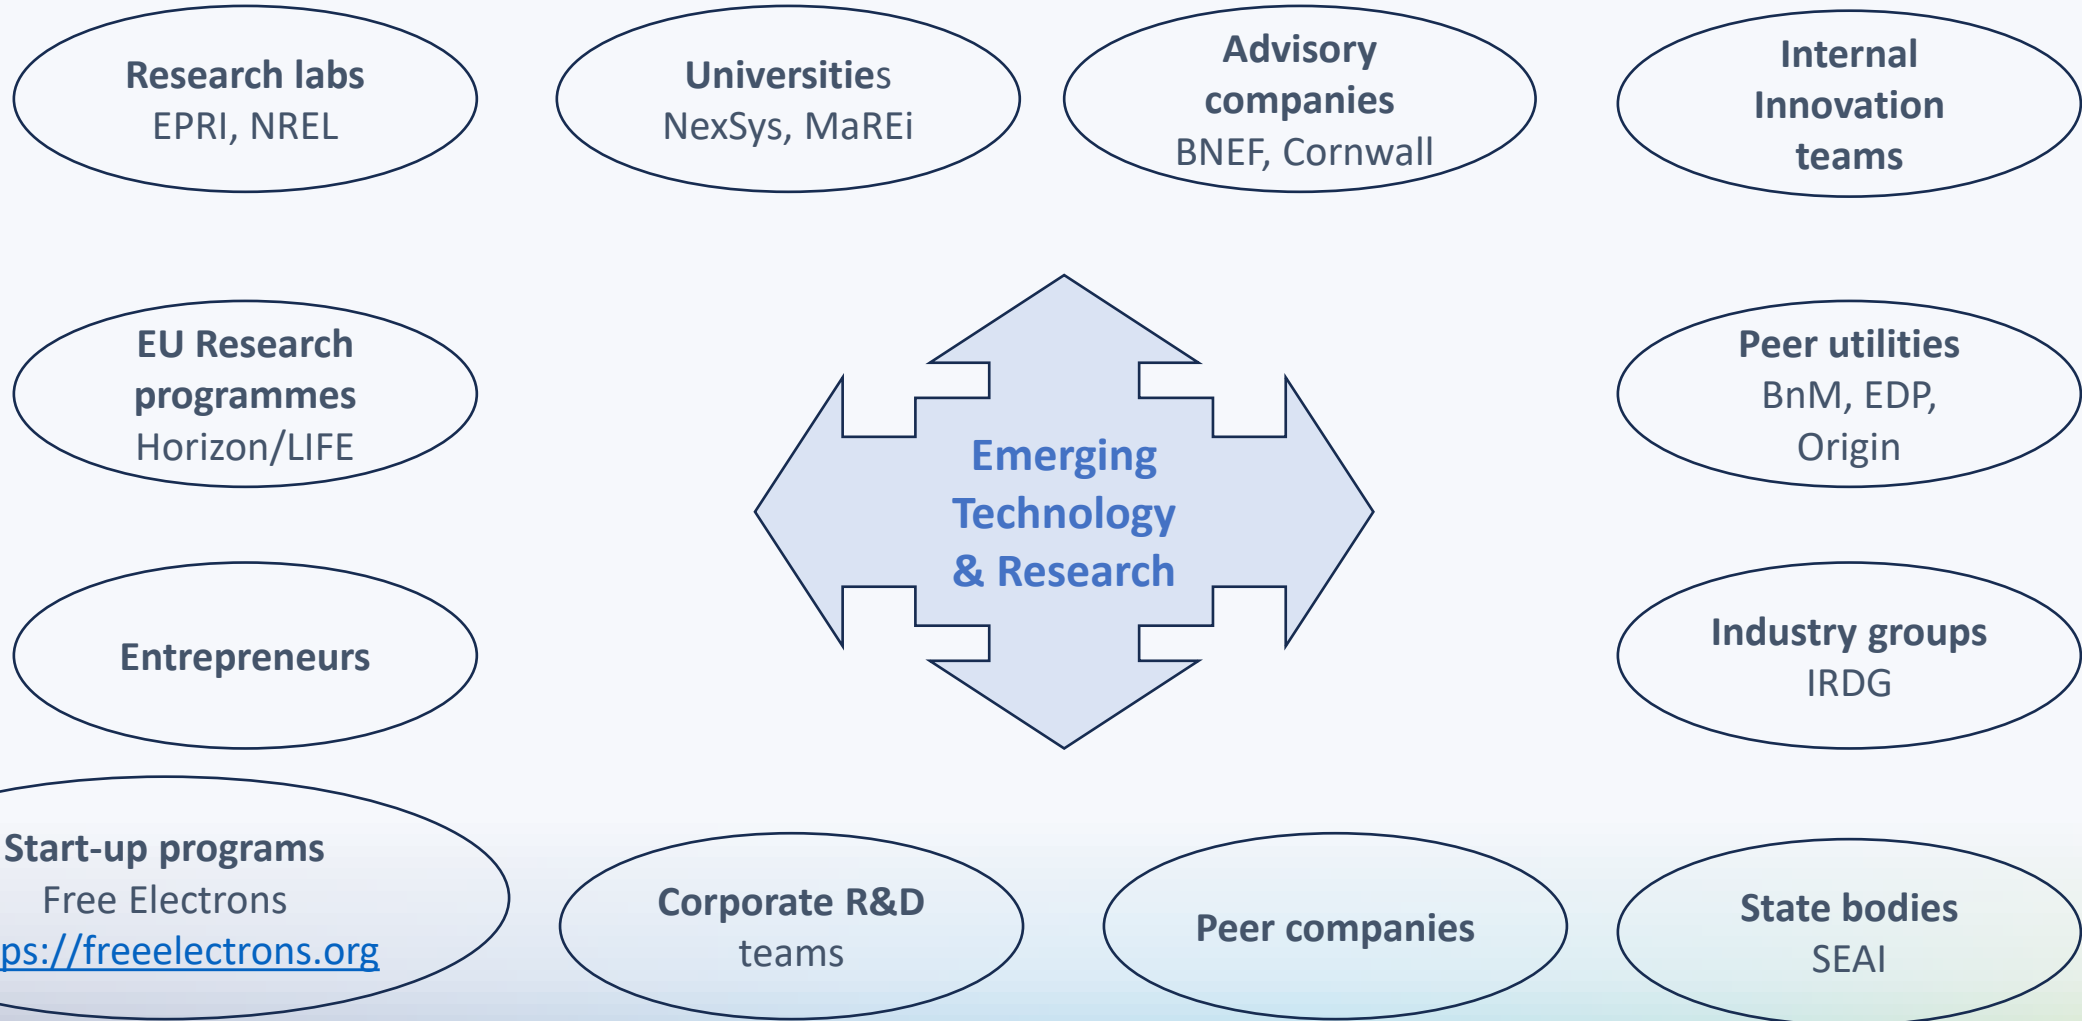 Research labs
EPRI, NREL
Universities
NexSys, MaREi
Advisory
companies
BNEF, Cornwall
Internal
Innovation
teams
EU Research
programmes
Horizon/LIFE
Emerging
Technology
& Research
Peer utilities
BnM, EDP,
Origin
Entrepreneurs
Industry groups
IRDG
Start-up programs
Free Electrons
ps://freeelectrons.org
Corporate R&D
teams
Peer companies
State bodies
SEAI